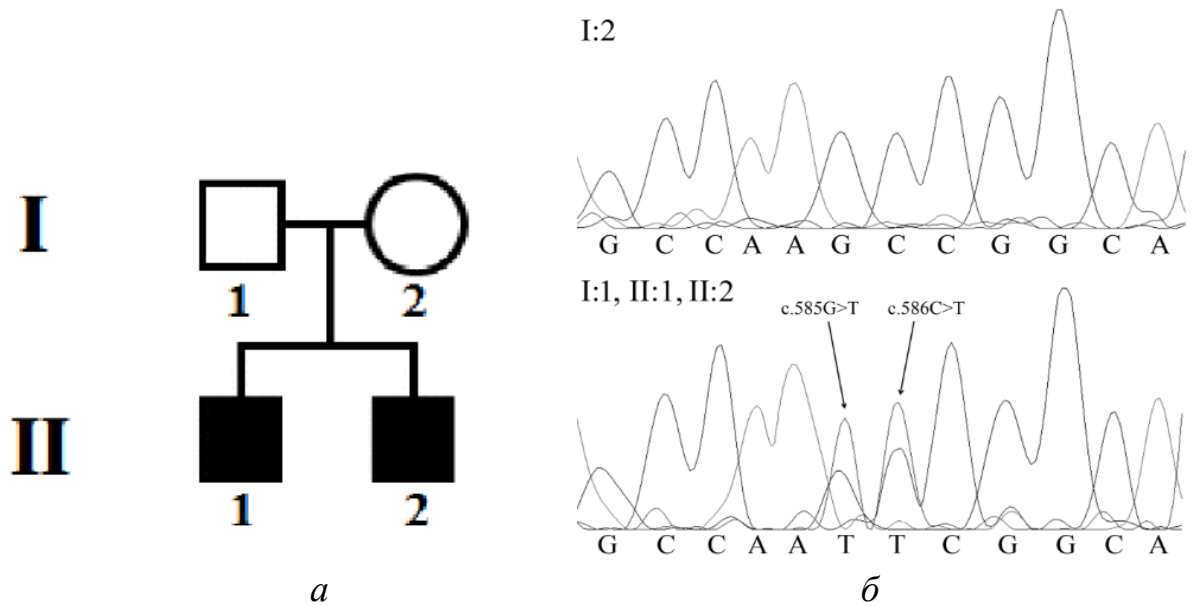 I
1 2
II
1 2
а
I:2
G C C A A G C C G G C A
I:1, II:1, II:2
c.585G>T c.586C>T
G C C A A T T C G G C A
б